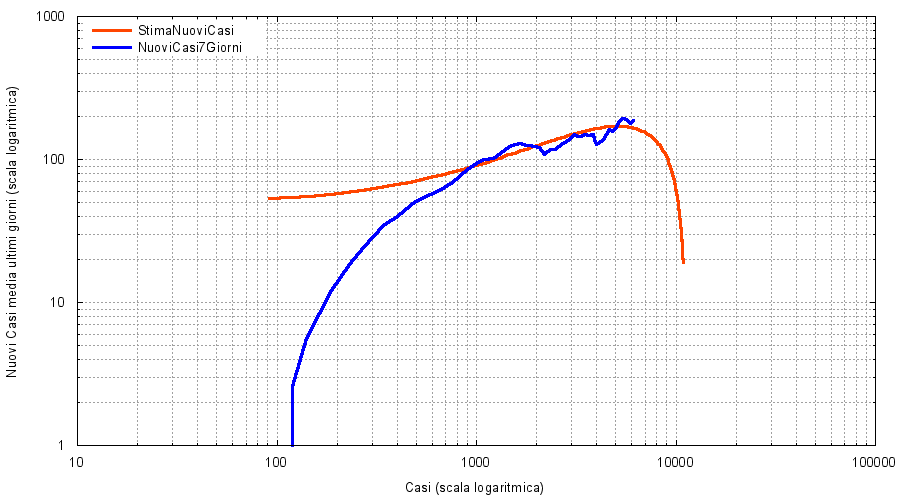 1000
StimaNuoviCasi
NuoviCasi7Giorni
100
10
1
Nuovi Casi media ultimi giorni (scala logaritmica)
10
100
1000
10000
100000
Casi (scala logaritmica)